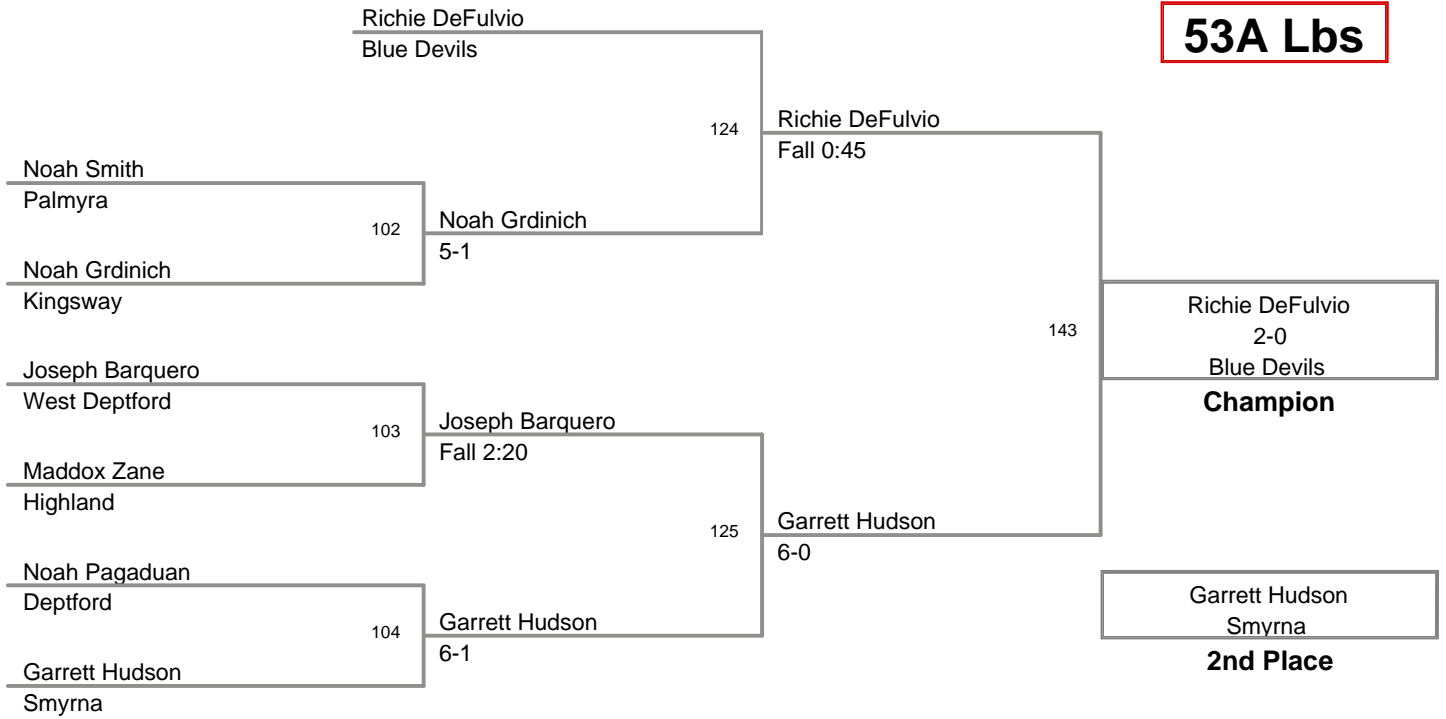 Richie DeFulvio
Blue Devils
53A Lbs
124
Richie DeFulvio
Fall 0:45
Noah Smith
Palmyra
102
Noah Grdinich
5-1
Noah Grdinich
Kingsway
143
Richie DeFulvio
2-0
Blue Devils
Champion
Joseph Barquero
West Deptford
103
Joseph Barquero
Fall 2:20
Maddox Zane
Highland
125
Garrett Hudson
6-0
Noah Pagaduan
Deptford
104
Garrett Hudson
6-1
Garrett Hudson
Smyrna
Garrett Hudson
Smyrna
2nd Place